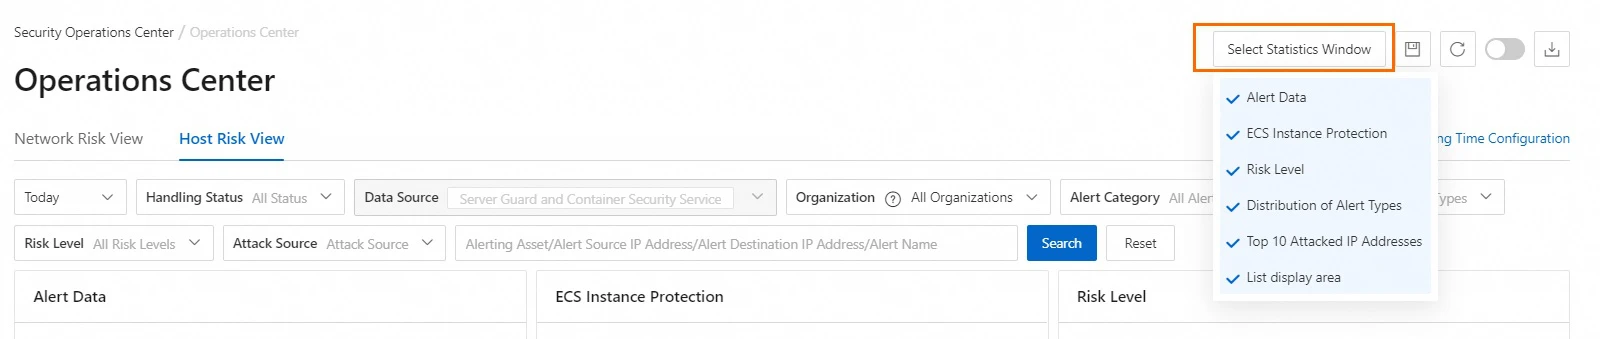 Security Operations Center / Operations Center
Select Statistics Window
Operations Center
Alert Data
ECS Instance Protection
Risk Level
Distribution of Alert Types
Top 10 Attacked IP Addresses
List display area
Network Risk View
Host Risk View
Time Configuration
Today
Handling Status All Status
Data Source Server Guard and Container Security Service
Organization ? All Organizations
Alert Category All
Risk Level All Risk Levels
Attack Source Attack Source
Alerting Asset/Alert Source IP Address/Alert Destination IP Address/Alert Name
Search
Reset
Alert Data
ECS Instance Protection
Risk Level